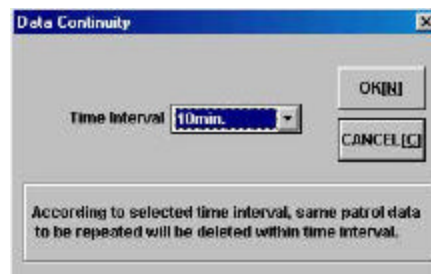 Data Continuity
Time Interval 10min.
OK[N]
CANCEL[C]
According to selected time interval, same patrol data
to be repeated will be deleted within time interval.